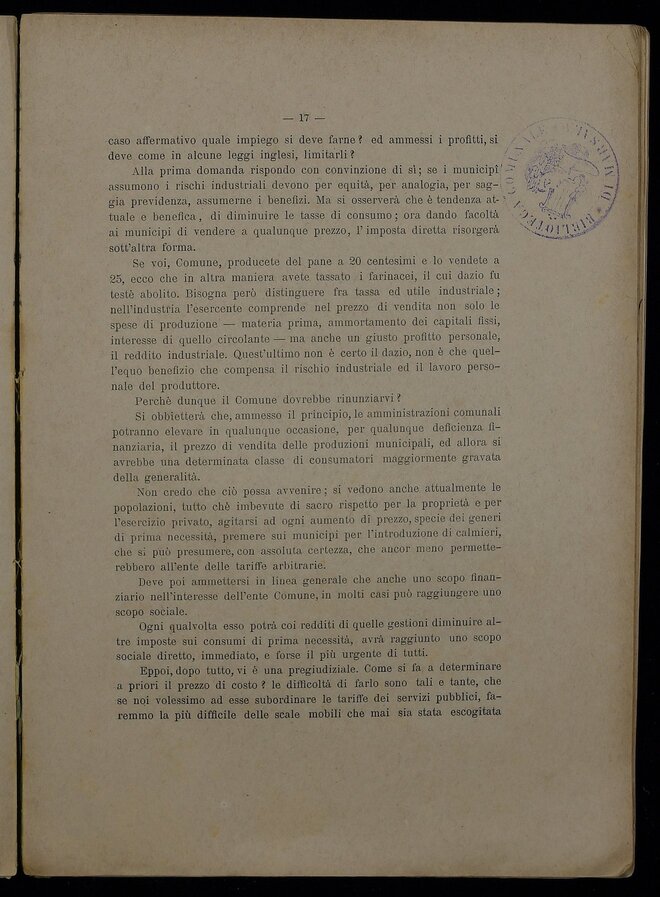 — 17 —
caso affermativo quale impiego si deve farne? ed ammessi i profitti, si
deve come in alcune leggi inglesi, limitarli?
Alla prima domanda rispondo con convinzione di sì; se i municipi
assumono i rischi industriali devono per equità, per analogia, per sag-
gia previdenza, assumerne i benefizi. Ma si osserverà che è tendenza at-
tuale e benefica, di diminuire le tasse di consumo; ora dando facoltà
ai municipi di vendere a qualunque prezzo, l'imposta diretta risorgerà
sott'altra forma.
Se voi, Comune, producete del pane a 20 centesimi e lo vendete a
25, ecco che in altra maniera avete tassato i farinacei, il cui dazio fu
testè abolito. Bisogna però distinguere fra tassa ed utile industriale;
nell'industria l'esercente comprende nel prezzo di vendita non solo le
spese di produzione — materia prima, ammortamento dei capitali fissi,
interesse di quello circolante — ma anche un giusto profitto personale,
il reddito industriale. Quest'ultimo non è certo il dazio, non è che quel-
l'equo benefizio che compensa il rischio industriale ed il lavoro perso-
nale del produttore.
Perchè dunque il Comune dovrebbe rinunziarvi?
Si obbietterà che, ammesso il principio, le amministrazioni comunali
potranno elevare in qualunque occasione, per qualunque deficienza fi-
nanziaria, il prezzo di vendita delle produzioni municipali, ed allora si
avrebbe una determinata classe di consumatori maggiormente gravata
della generalità.
Non credo che ciò possa avvenire; si vedono anche attualmente le
popolazioni, tutto chè imbevute di sacro rispetto per la proprietà e per
l'esercizio privato, agitarsi ad ogni aumento di prezzo, specie dei generi
di prima necessità, premere sui municipi per l'introduzione di calmieri,
che si può presumere, con assoluta certezza, che ancor meno permette-
rebbero all'ente delle tariffe arbitrarie.
Deve poi ammettersi in linea generale che anche uno scopo finan-
ziario nell'interesse dell'ente Comune, in molti casi può raggiungere uno
scopo sociale.
Ogni qualvolta esso potrà coi redditi di quelle gestioni diminuire al-
tre imposte sui consumi di prima necessità, avrà raggiunto uno scopo
sociale diretto, immediato, e forse il più urgente di tutti.
Eppoi, dopo tutto, vi è una pregiudiziale. Come si fa a determinare
a priori il prezzo di costo? le difficoltà di farlo sono tali e tante, che
se noi volessimo ad esse subordinare le tariffe dei servizi pubblici, fa-
remmo la più difficile delle scale mobili che mai sia stata escogitata
BIBLIOTECA COMUNALE